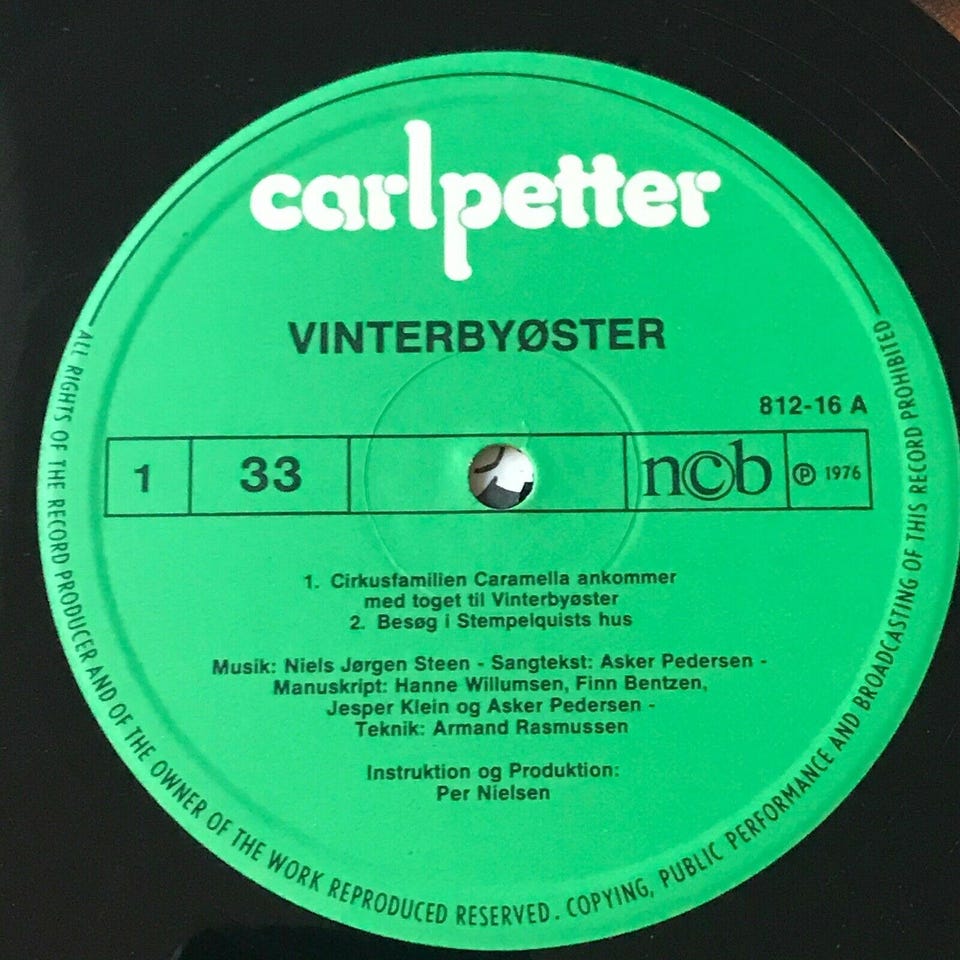 carlpetter
VINTERBYØSTER
812-16 A
1 33 ncb ℗ 1976
1. Cirkusfamilien Caramella ankommer
med toget til Vinterbyøster
2. Besøg i Stempelquists hus
Musik: Niels Jørgen Steen - Sangtekst: Asker Pedersen -
Manuskript: Hanne Willumsen, Finn Bentzen,
Jesper Klein og Asker Pedersen -
Teknik: Armand Rasmussen
Instruktion og Produktion:
Per Nielsen
ALL RIGHTS OF THE RECORD PRODUCER AND OF THE OWNER OF THE WORK REPRODUCED RESERVED. COPYING, PUBLIC PERFORMANCE AND BROADCASTING OF THIS RECORD PROHIBITED